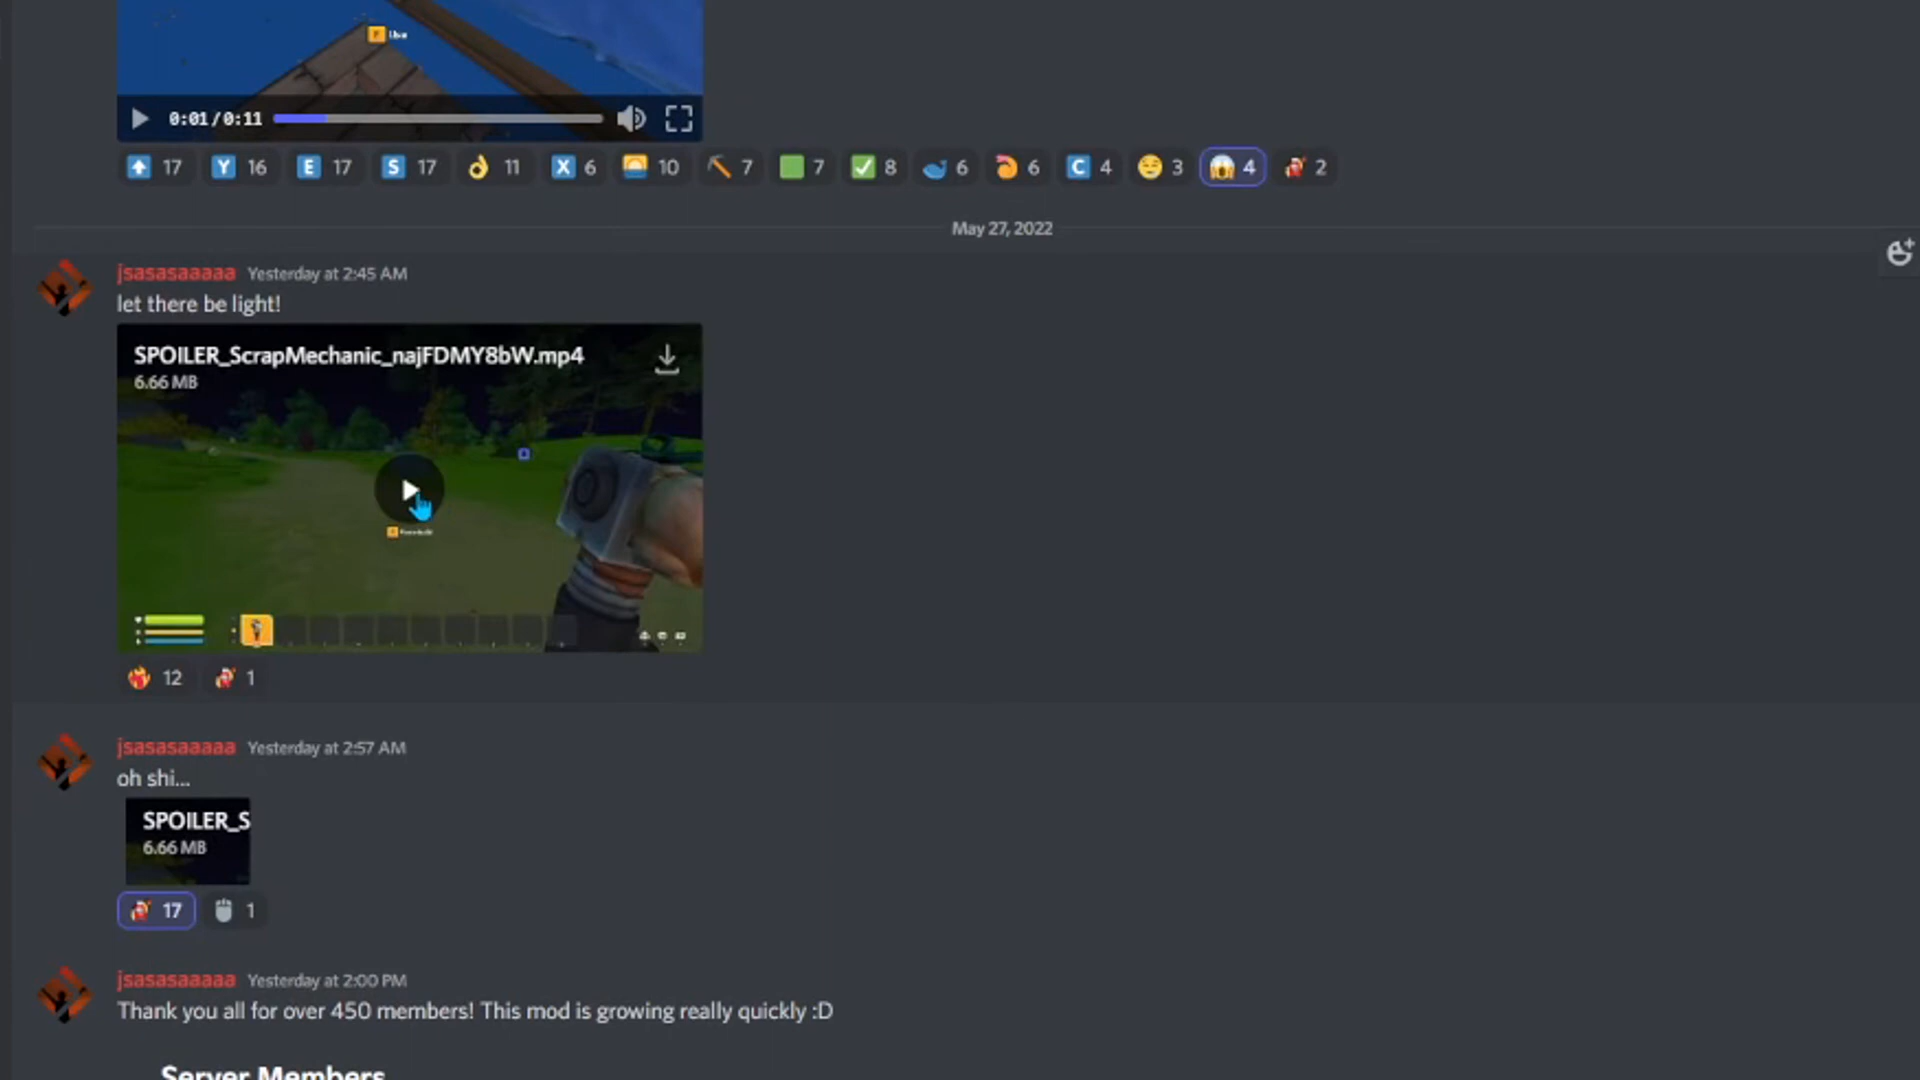 Use
0:01/0:11
17 Y 16 E 17 S 17 11 X 6 10 7 7 8 6 6 C 4 3 4 2
May 27, 2022
jsasasaaaaa Yesterday at 2:45 AM
let there be light!
SPOILER_ScrapMechanic_najFDMY8bW.mp4
6.66 MB
12 1
jsasasaaaaa Yesterday at 2:57 AM
oh shi...
SPOILER_S
6.66 MB
17 1
jsasasaaaaa Yesterday at 2:00 PM
Thank you all for over 450 members! This mod is growing really quickly :D
Server Members